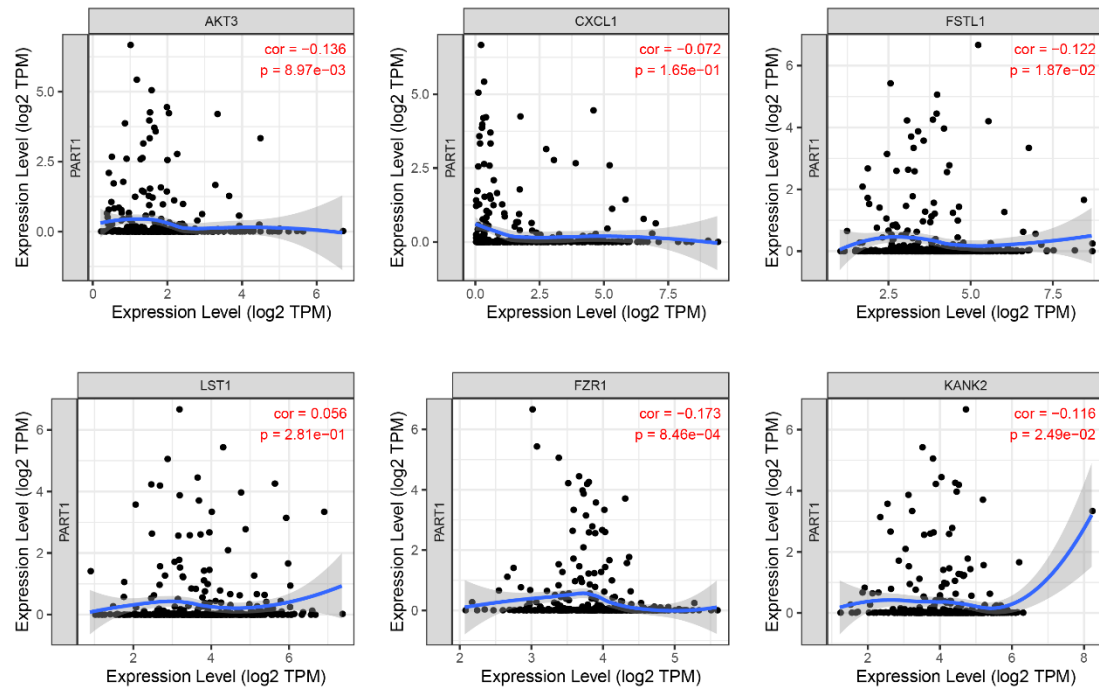 AKT3
cor = −0.136
p = 8.97e−03
Expression Level (log2 TPM)
PART1
5.0
2.5
0.0
0 2 4 6
Expression Level (log2 TPM)
CXCL1
cor = −0.072
p = 1.65e−01
Expression Level (log2 TPM)
PART1
5.0
2.5
0.0
0.0 2.5 5.0 7.5
Expression Level (log2 TPM)
FSTL1
cor = −0.122
p = 1.87e−02
Expression Level (log2 TPM)
PART1
6
4
2
0
2.5 5.0 7.5
Expression Level (log2 TPM)
LST1
cor = 0.056
p = 2.81e−01
Expression Level (log2 TPM)
PART1
6
4
2
0
2 4 6
Expression Level (log2 TPM)
FZR1
cor = −0.173
p = 8.46e−04
Expression Level (log2 TPM)
PART1
6
4
2
0
2 3 4 5
Expression Level (log2 TPM)
KANK2
cor = −0.116
p = 2.49e−02
Expression Level (log2 TPM)
PART1
6
4
2
0
2 4 6 8
Expression Level (log2 TPM)